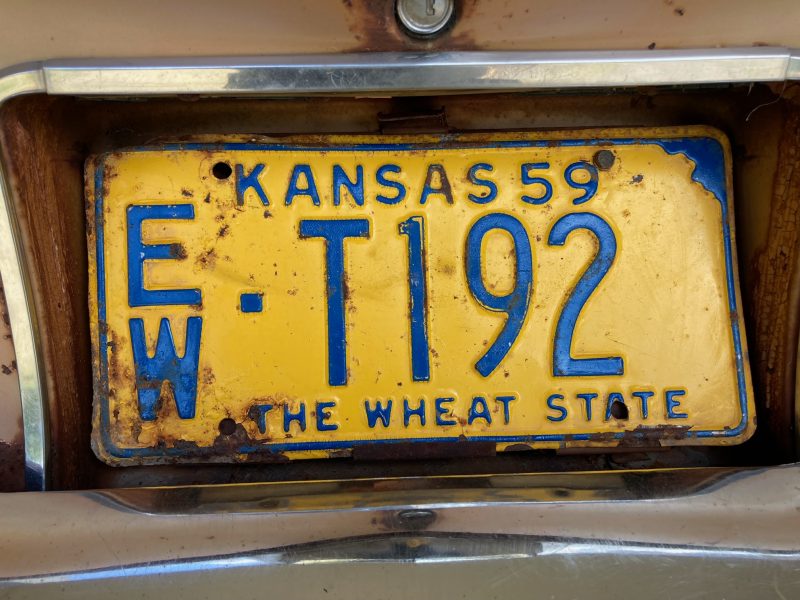 KANSAS 59
EW·T192
THE WHEAT STATE